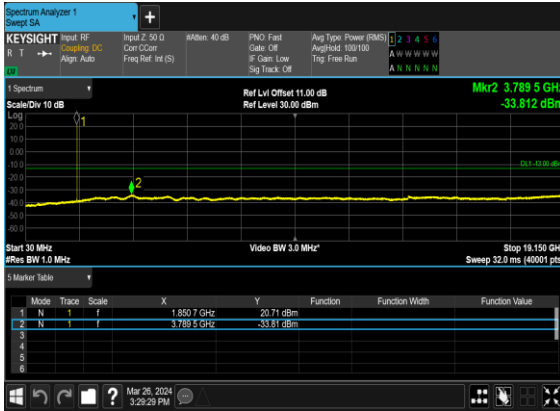 Spectrum Analyzer 1
Swept SA
+
KEYSIGHT Input: RF Input Z: 50 Ω #Atten: 40 dB PNO: Fast Avg Type: Power (RMS) 1 2 3 4 5 6
R T Coupling: DC Corr CCorr Gate: Off Avg|Hold: 100/100 A W W W W W
Align: Auto Freq Ref: Int (S) IF Gain: Low Trig: Free Run
Sig Track: Off A N N N N N
1 Spectrum Ref Lvl Offset 11.00 dB Mkr2 3.789 5 GHz
Scale/Div 10 dB Ref Level 30.00 dBm -33.812 dBm
Log
20.0
10.0
0.00
-10.0 DL1 -13.00 dBm
-20.0
-30.0
-40.0
-50.0
-60.0
1
2
Start 30 MHz Video BW 3.0 MHz* Stop 19.150 GH
#Res BW 1.0 MHz Sweep 32.0 ms (40001 pts
5 Marker Table
Mode Trace Scale X Y Function Function Width Function Value
1 N 1 f 1.850 7 GHz 20.71 dBm
2 N 1 f 3.789 5 GHz -33.81 dBm
3
4
5
6
? Mar 26, 2024
3:29:29 PM